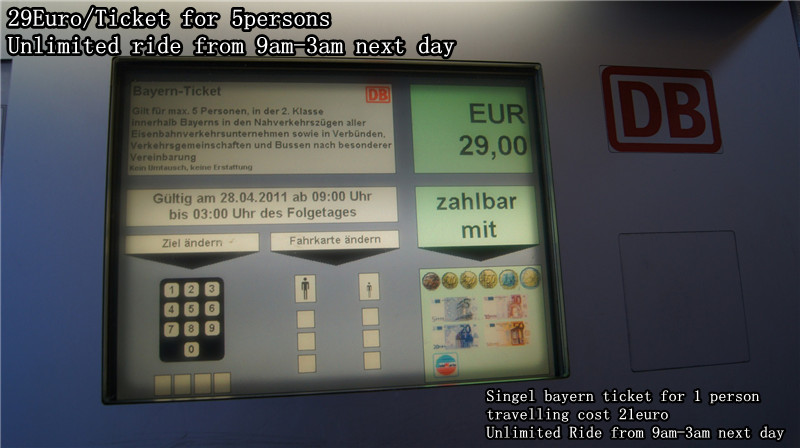 29Euro/Ticket for 5persons
Unlimited ride from 9am-3am next day
Bayern-Ticket
DB
Gilt für max. 5 Personen, in der 2. Klasse
innerhalb Bayerns in den Nahverkehrszügen aller
Eisenbahnverkehrsunternehmen sowie in Verbünden,
Verkehrsgemeinschaften und Bussen nach besonderer
Vereinbarung
Kein Umtausch, keine Erstattung
EUR
29,00
DB
Gültig am 28.04.2011 ab 09:00 Uhr
bis 03:00 Uhr des Folgetages
zahlbar
mit
Ziel ändern
Fahrkarte ändern
1 2 3
4 5 6
7 8 9
0
Singel bayern ticket for 1 person
travelling cost 21euro
Unlimited Ride from 9am-3am next day